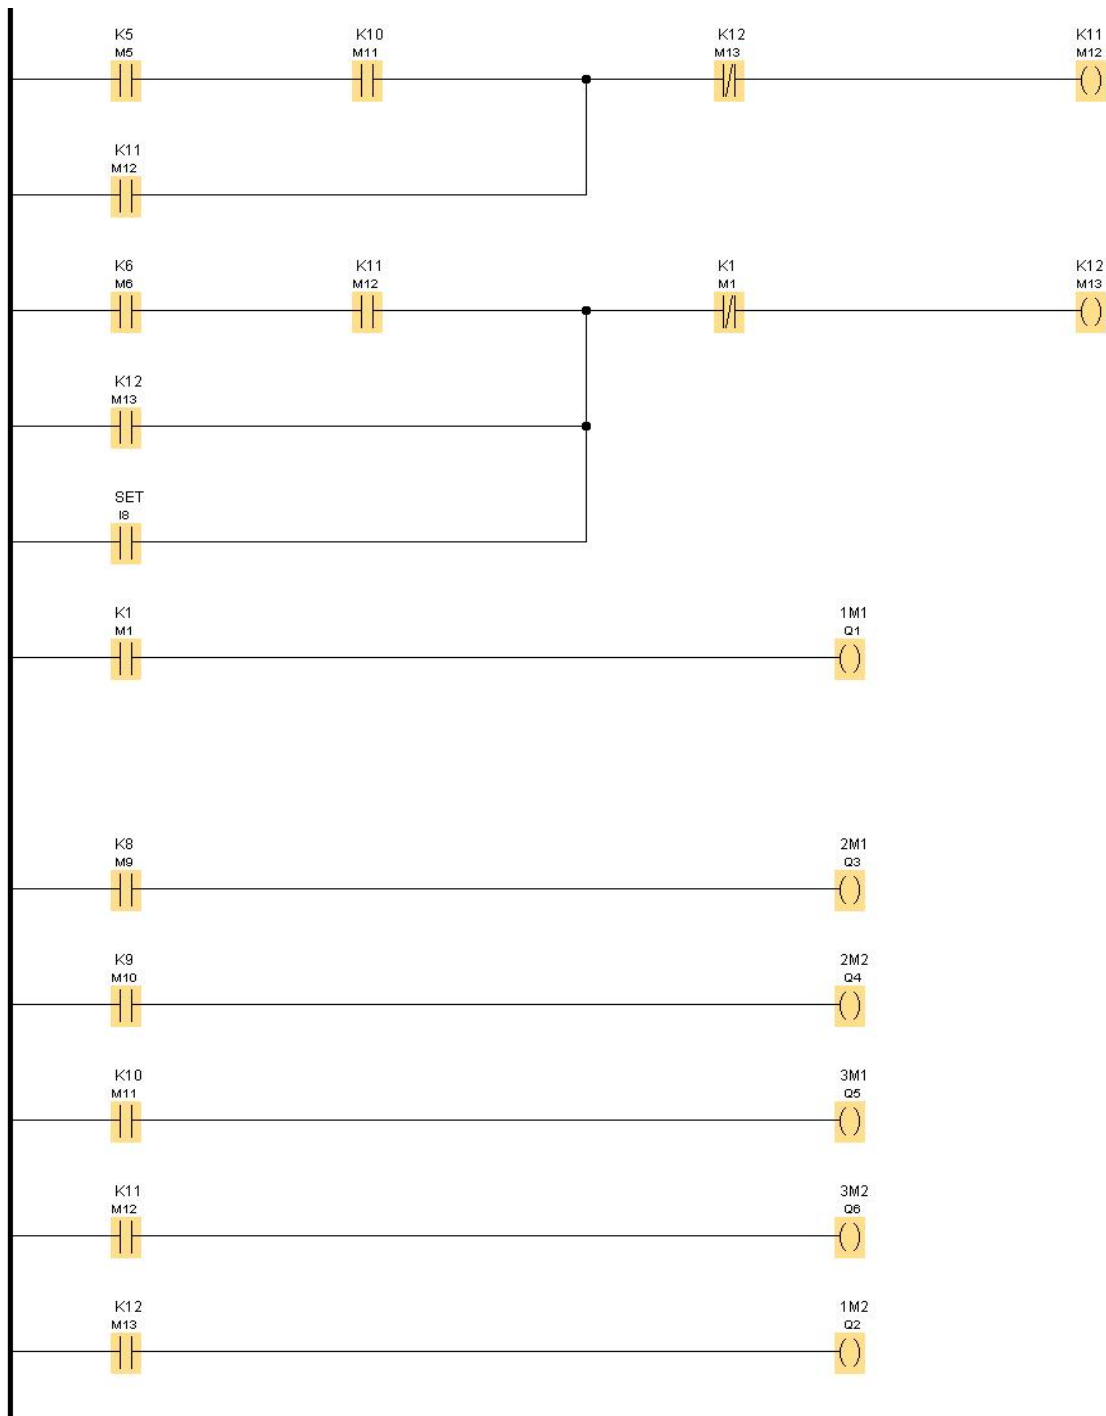 K5 K10 K12 K11
M5 M11 M13 M12
K11
M12
K6 K11 K1 K12
M6 M12 M1 M13
K12
M13
SET
I8
K1 1M1
M1 Q1
K8 2M1
M9 Q3
K9 2M2
M10 Q4
K10 3M1
M11 Q5
K11 3M2
M12 Q6
K12 1M2
M13 Q2